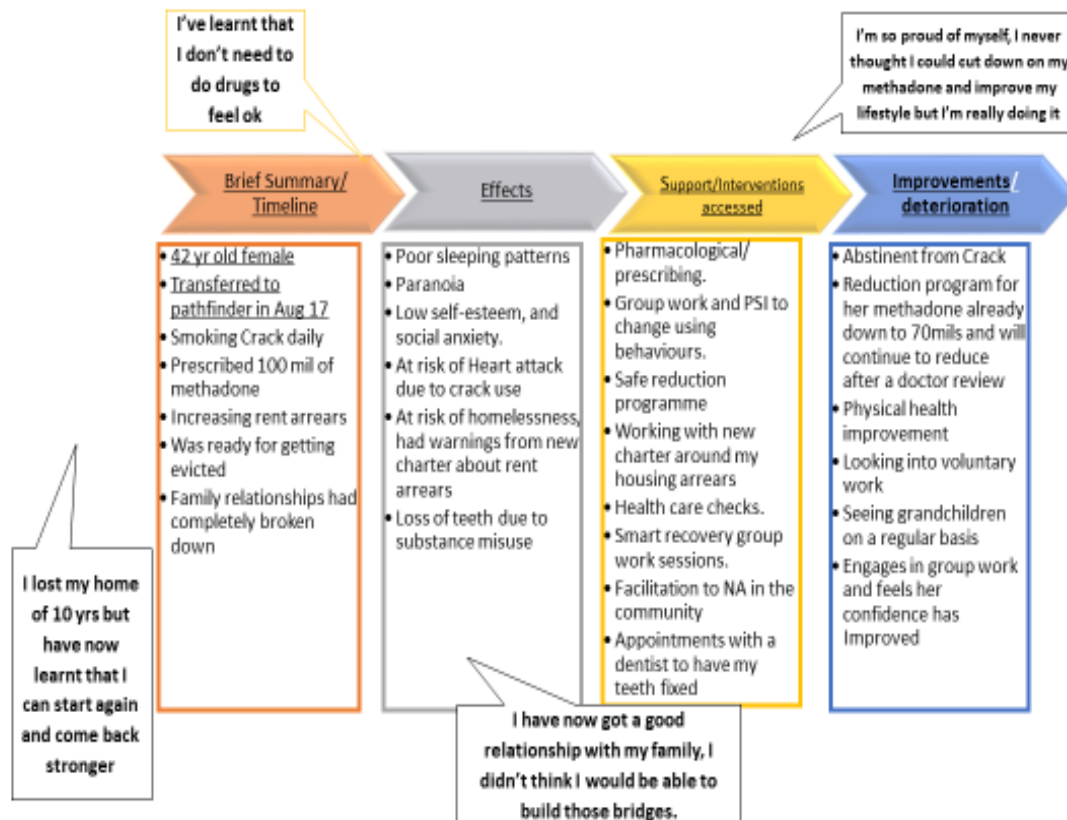 I've learnt that
I don't need to
do drugs to
feel ok
I'm so proud of myself, I never
thought I could cut down on my
methadone and improve my
lifestyle but I'm really doing it
Brief Summary/
Timeline
• 42 yr old female
• Transferred to
pathfinder in Aug 17
• Smoking Crack daily
• Prescribed 100 mil of
methadone
• Increasing rent arrears
• Was ready for getting
evicted
• Family relationships had
completely broken
down
Effects
• Poor sleeping patterns
• Paranoia
• Low self-esteem, and
social anxiety.
• At risk of Heart attack
due to crack use
• At risk of homelessness,
had warnings from new
charter about rent
arrears
• Loss of teeth due to
substance misuse
Support/Interventions
accessed
• Pharmacological/
prescribing.
• Group work and PSI to
change using
behaviours.
• Safe reduction
programme
• Working with new
charter around my
housing arrears
• Health care checks.
• Smart recovery group
work sessions.
• Facilitation to NA in the
community
• Appointments with a
dentist to have my
teeth fixed
Improvements/
deterioration
• Abstinent from Crack
• Reduction program for
her methadone already
down to 70mils and will
continue to reduce
after a doctor review
• Physical health
improvement
• Looking into voluntary
work
• Seeing grandchildren
on a regular basis
• Engages in group work
and feels her
confidence has
Improved
I lost my home
of 10 yrs but
have now
learnt that I
can start again
and come back
stronger
I have now got a good
relationship with my family, I
didn't think I would be able to
build those bridges.